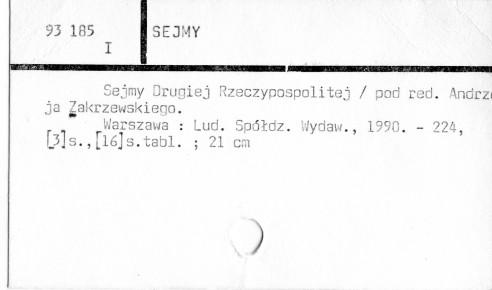 93 185
I
SEJMY
Sejmy Drugiej Rzeczypospolitej / pod red. Andrze
ja Zakrzewskiego.
Warszawa : Lud. Spółdz. Wydaw., 1990. - 224,
[3]s.,[16]s.tabl. ; 21 cm